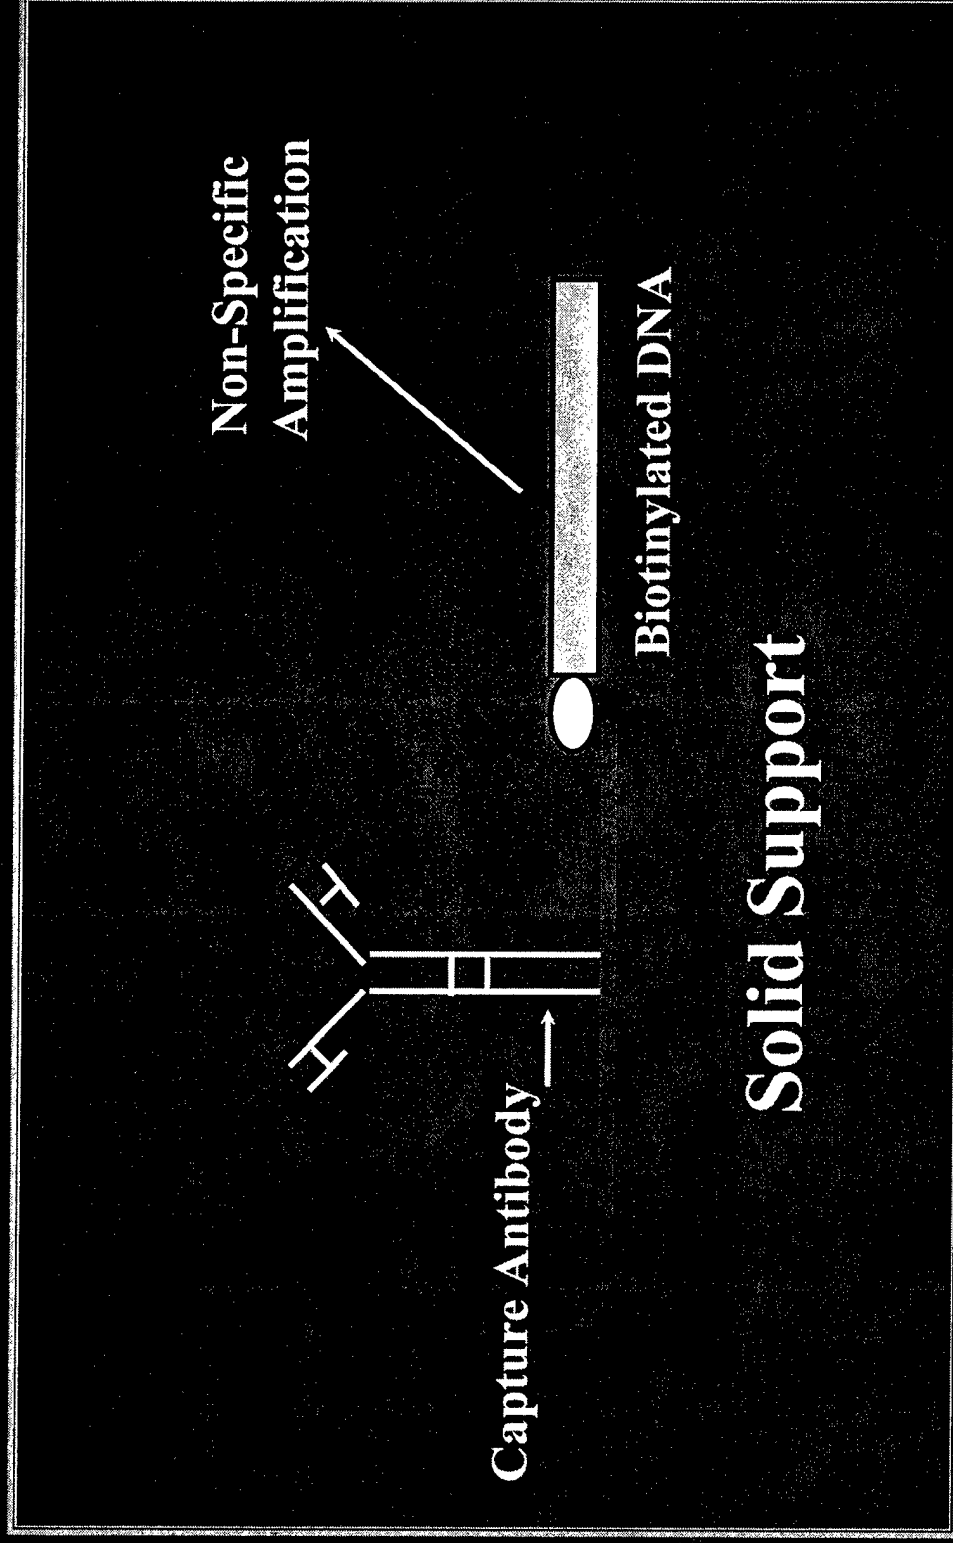 Non-Specific
Amplification
Capture Antibody
Biotinylated DNA
Solid Support